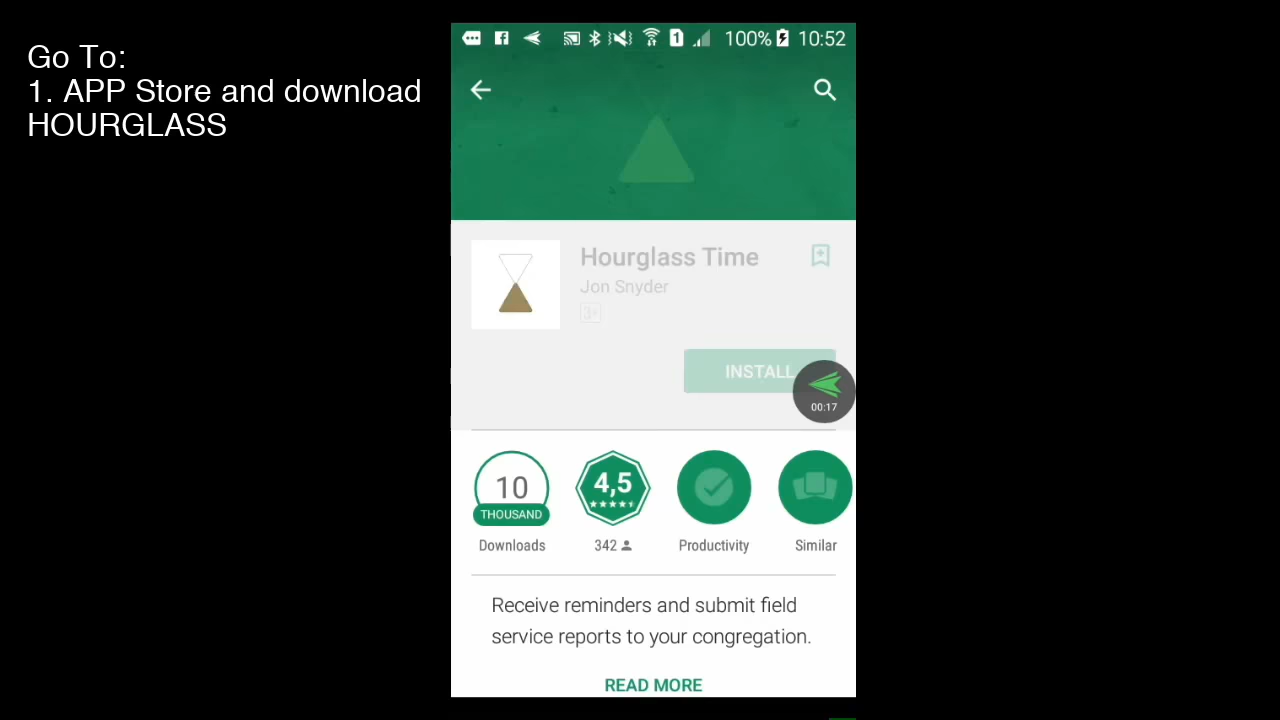 Go To:
1. APP Store and download
HOURGLASS
1 100% 10:52
Hourglass Time
Jon Snyder
3+
INSTALL
00:17
10
THOUSAND
4,5
Downloads
342
Productivity
Similar
Receive reminders and submit field
service reports to your congregation.
READ MORE